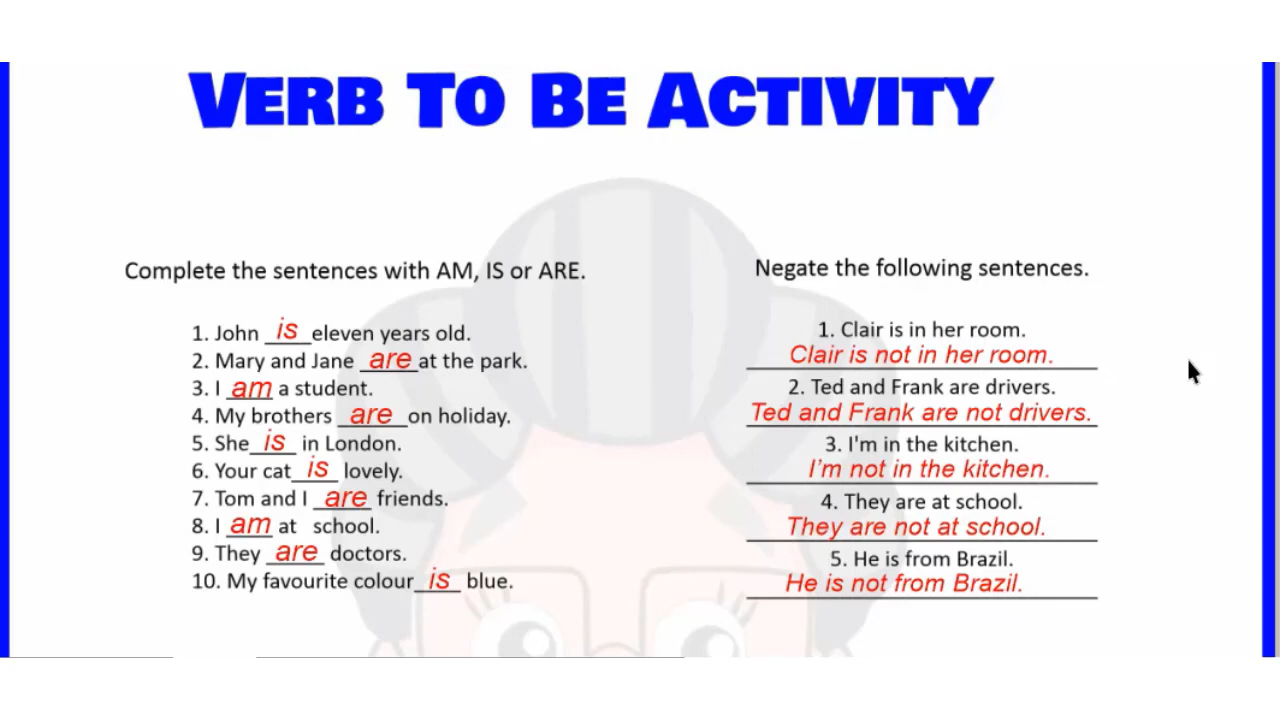 VERB TO BE ACTIVITY
Complete the sentences with AM, IS or ARE.
1. John is eleven years old.
2. Mary and Jane are at the park.
3. I am a student.
4. My brothers are on holiday.
5. She is in London.
6. Your cat is lovely.
7. Tom and I are friends.
8. I am at school.
9. They are doctors.
10. My favourite colour is blue.
Negate the following sentences.
1. Clair is in her room.
Clair is not in her room.
2. Ted and Frank are drivers.
Ted and Frank are not drivers.
3. I'm in the kitchen.
I’m not in the kitchen.
4. They are at school.
They are not at school.
5. He is from Brazil.
He is not from Brazil.